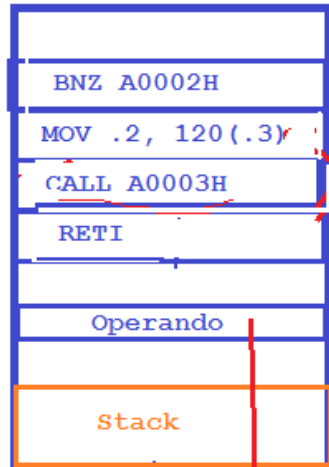 BNZ A0002H
MOV .2, 120(.3)
CALL A0003H
RETI
Operando
Stack